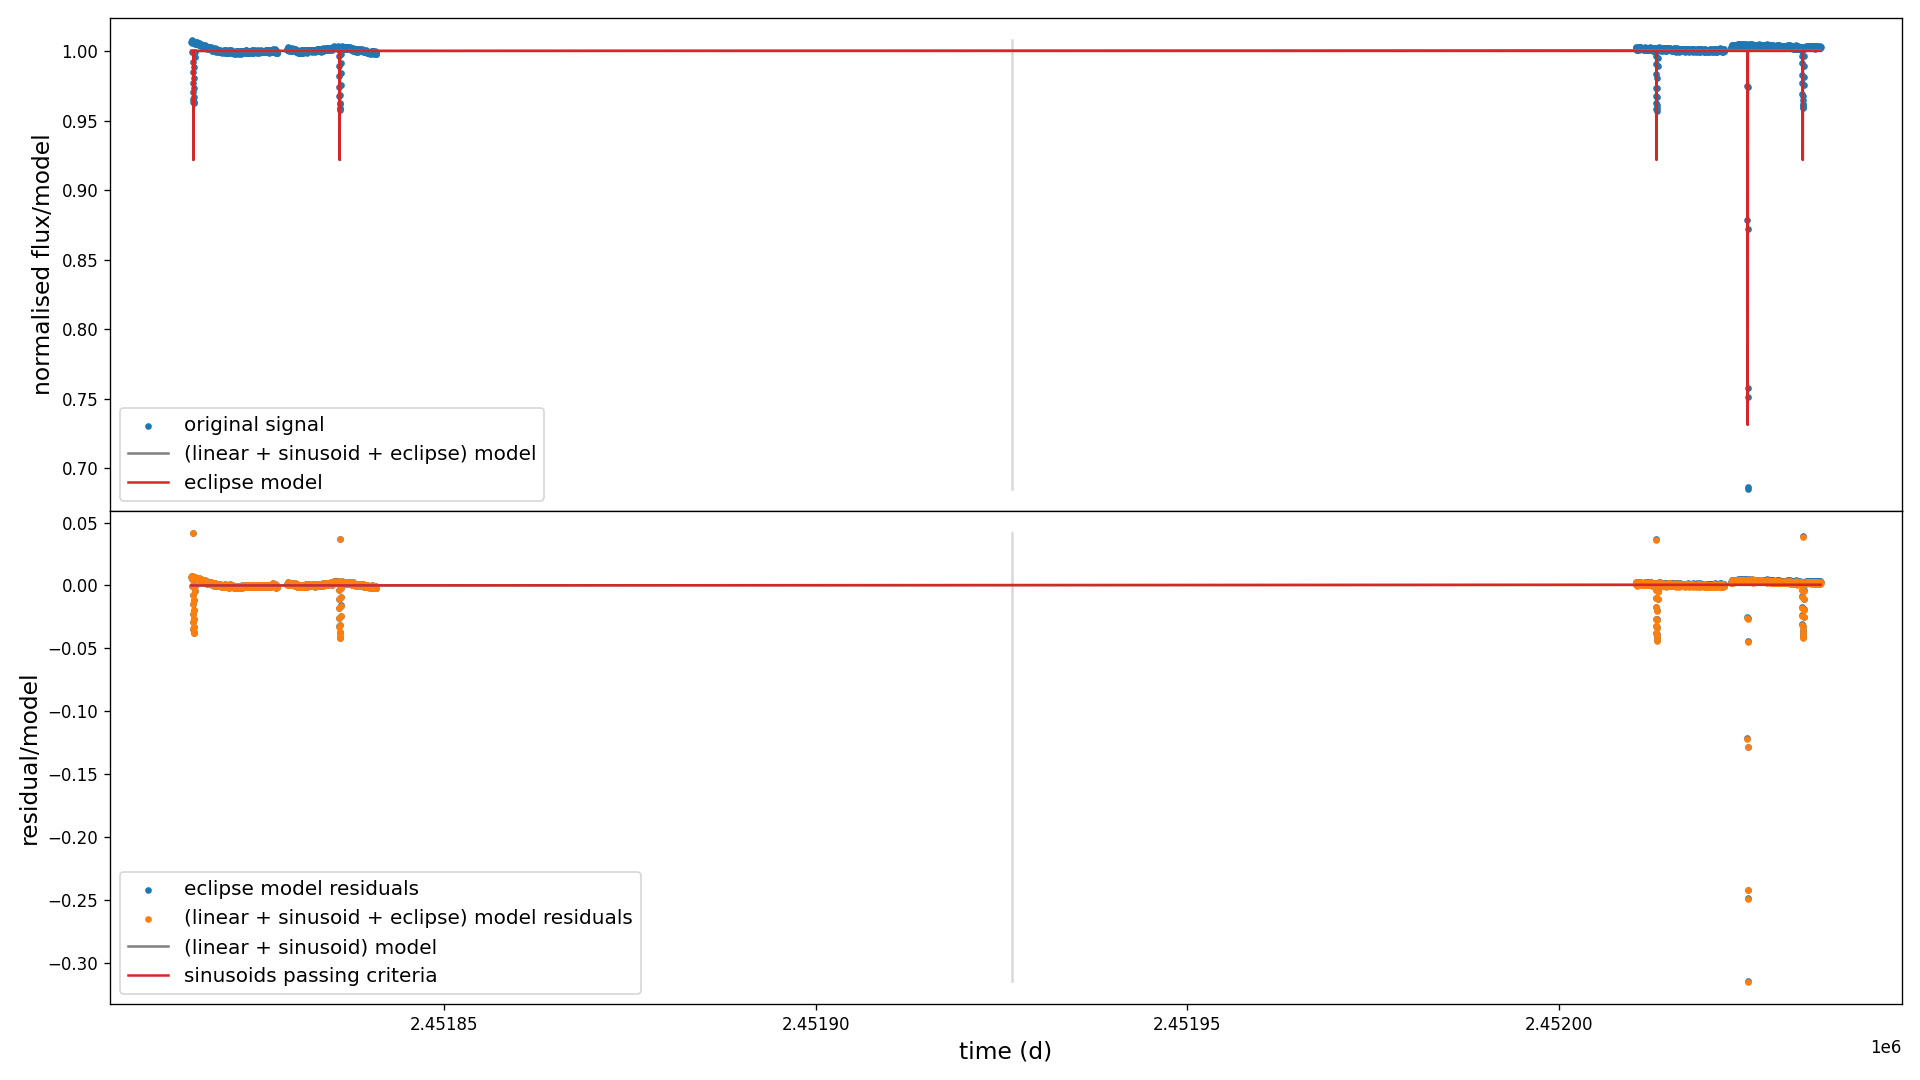 normalised flux/model
1.00
0.95
0.90
0.85
0.80
0.75
0.70
original signal
(linear + sinusoid + eclipse) model
eclipse model
residual/model
0.05
0.00
−0.05
−0.10
−0.15
−0.20
−0.25
−0.30
eclipse model residuals
(linear + sinusoid + eclipse) model residuals
(linear + sinusoid) model
sinusoids passing criteria
2.45185
2.45190
2.45195
2.45200
time (d)
1e6